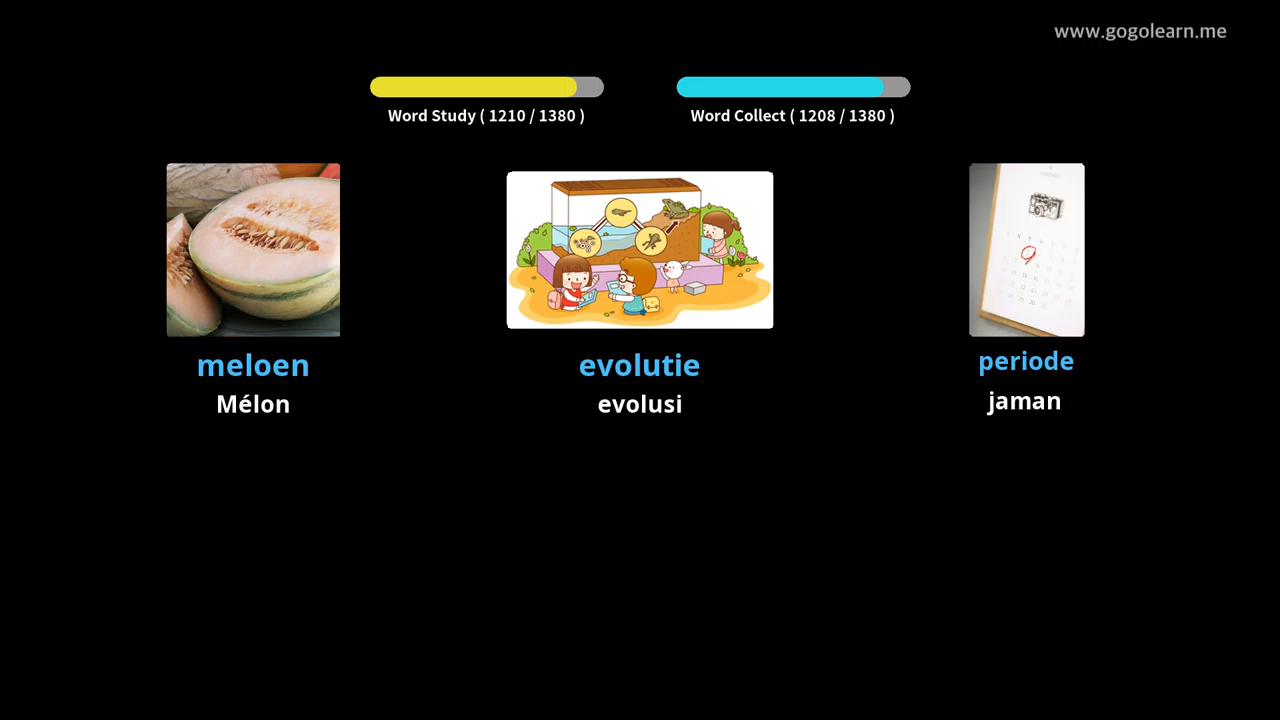 www.gogolearn.me
Word Study ( 1210 / 1380 )
Word Collect ( 1208 / 1380 )
meloen
Mélon
evolutie
evolusi
periode
jaman